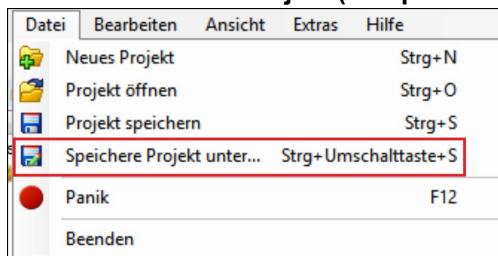 Datei Bearbeiten Ansicht Extras Hilfe
Neues Projekt Strg+N
Projekt öffnen Strg+O
Projekt speichern Strg+S
Speichere Projekt unter... Strg+Umschalttaste+S
Panik F12
Beenden